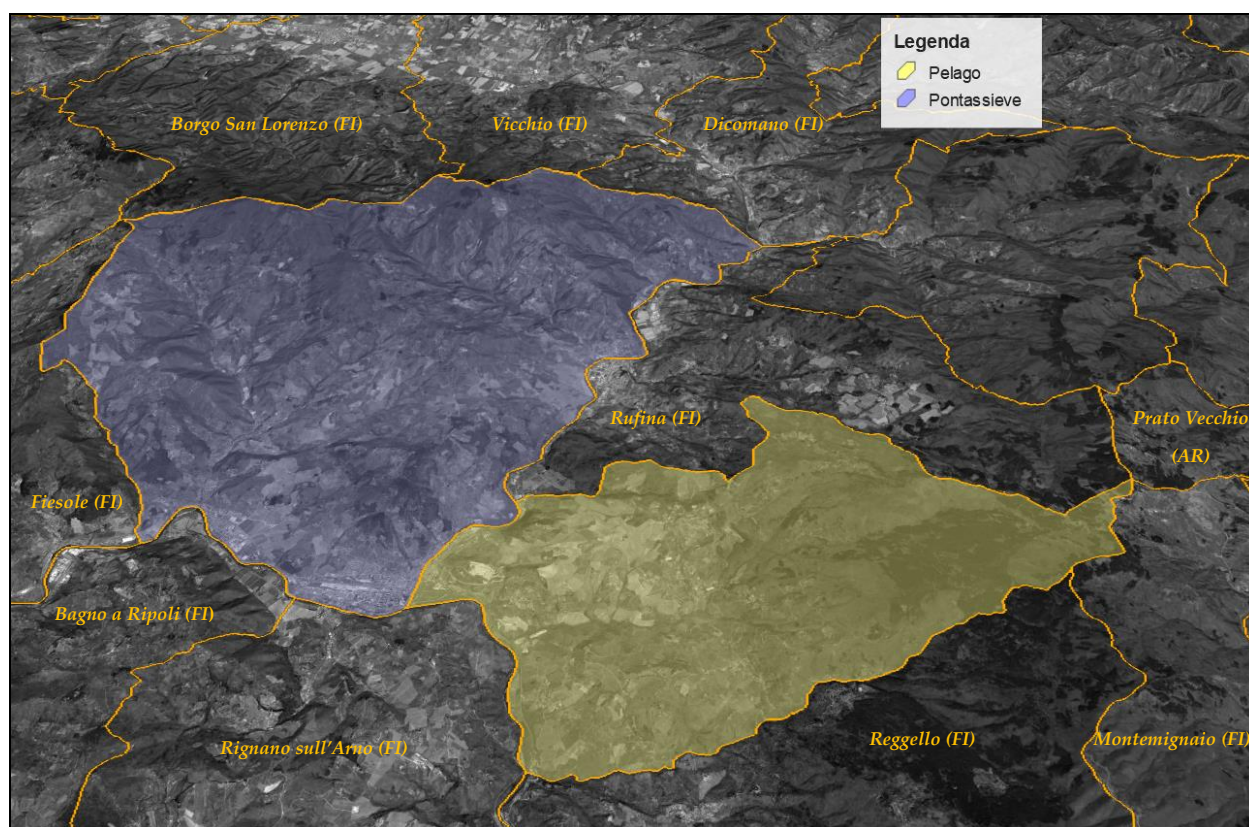 Legenda
Pelago
Pontassieve
Borgo San Lorenzo (FI)
Vicchio (FI)
Dicomano (FI)
Rufina (FI)
Prato Vecchio
(AR)
Fiesole (FI)
Bagno a Ripoli (FI)
Rignano sull'Arno (FI)
Reggello (FI)
Montemignaio (FI)